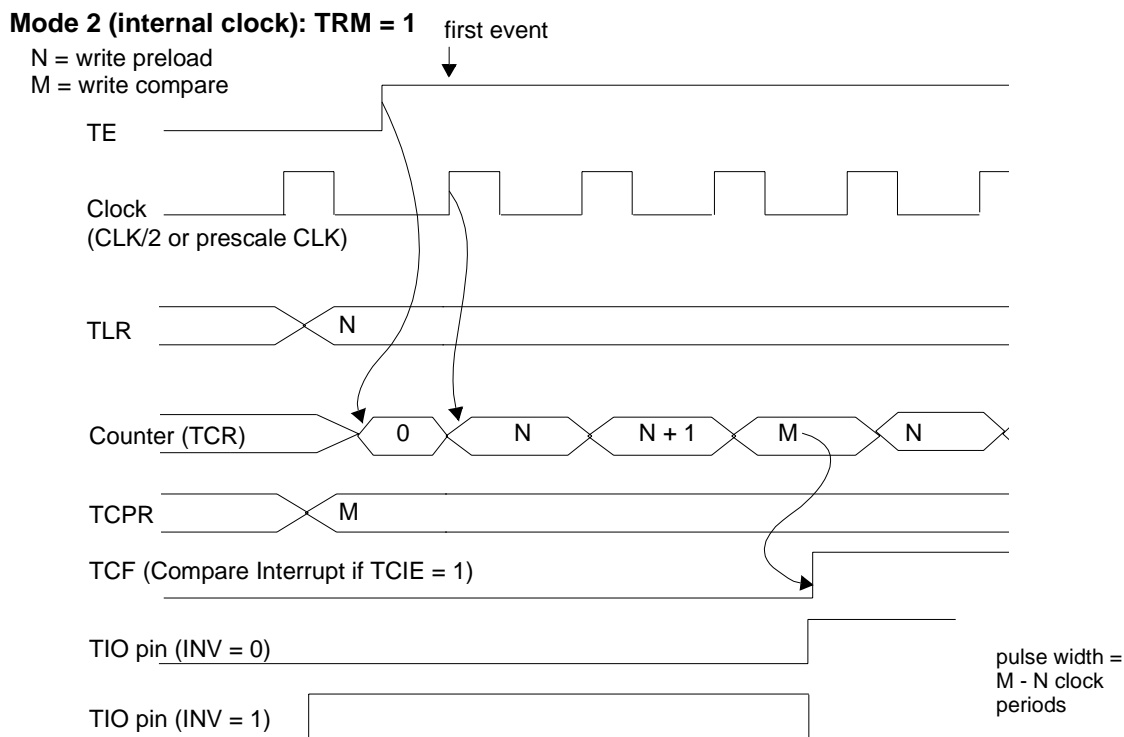 Mode 2 (internal clock): TRM = 1
first event
N = write preload
M = write compare
TE
Clock
(CLK/2 or prescale CLK)
TLR
N
Counter (TCR)
0
N
N + 1
M
N
TCPR
M
TCF (Compare Interrupt if TCIE = 1)
TIO pin (INV = 0)
pulse width =
M - N clock
periods
TIO pin (INV = 1)